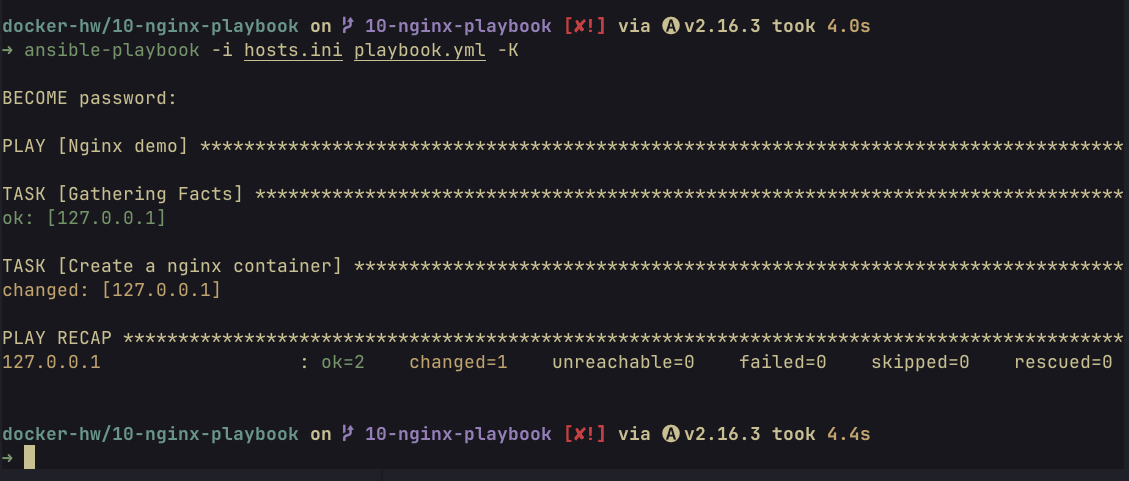 docker-hw/10-nginx-playbook on 10-nginx-playbook [✘!] via Ⓐ v2.16.3 took 4.0s
→ ansible-playbook -i hosts.ini playbook.yml -K
BECOME password:
PLAY [Nginx demo] ************************************************************************************
TASK [Gathering Facts] *******************************************************************************
ok: [127.0.0.1]
TASK [Create a nginx container] **********************************************************************
changed: [127.0.0.1]
PLAY RECAP *******************************************************************************************
127.0.0.1 : ok=2 changed=1 unreachable=0 failed=0 skipped=0 rescued=0
docker-hw/10-nginx-playbook on 10-nginx-playbook [✘!] via Ⓐ v2.16.3 took 4.4s
→